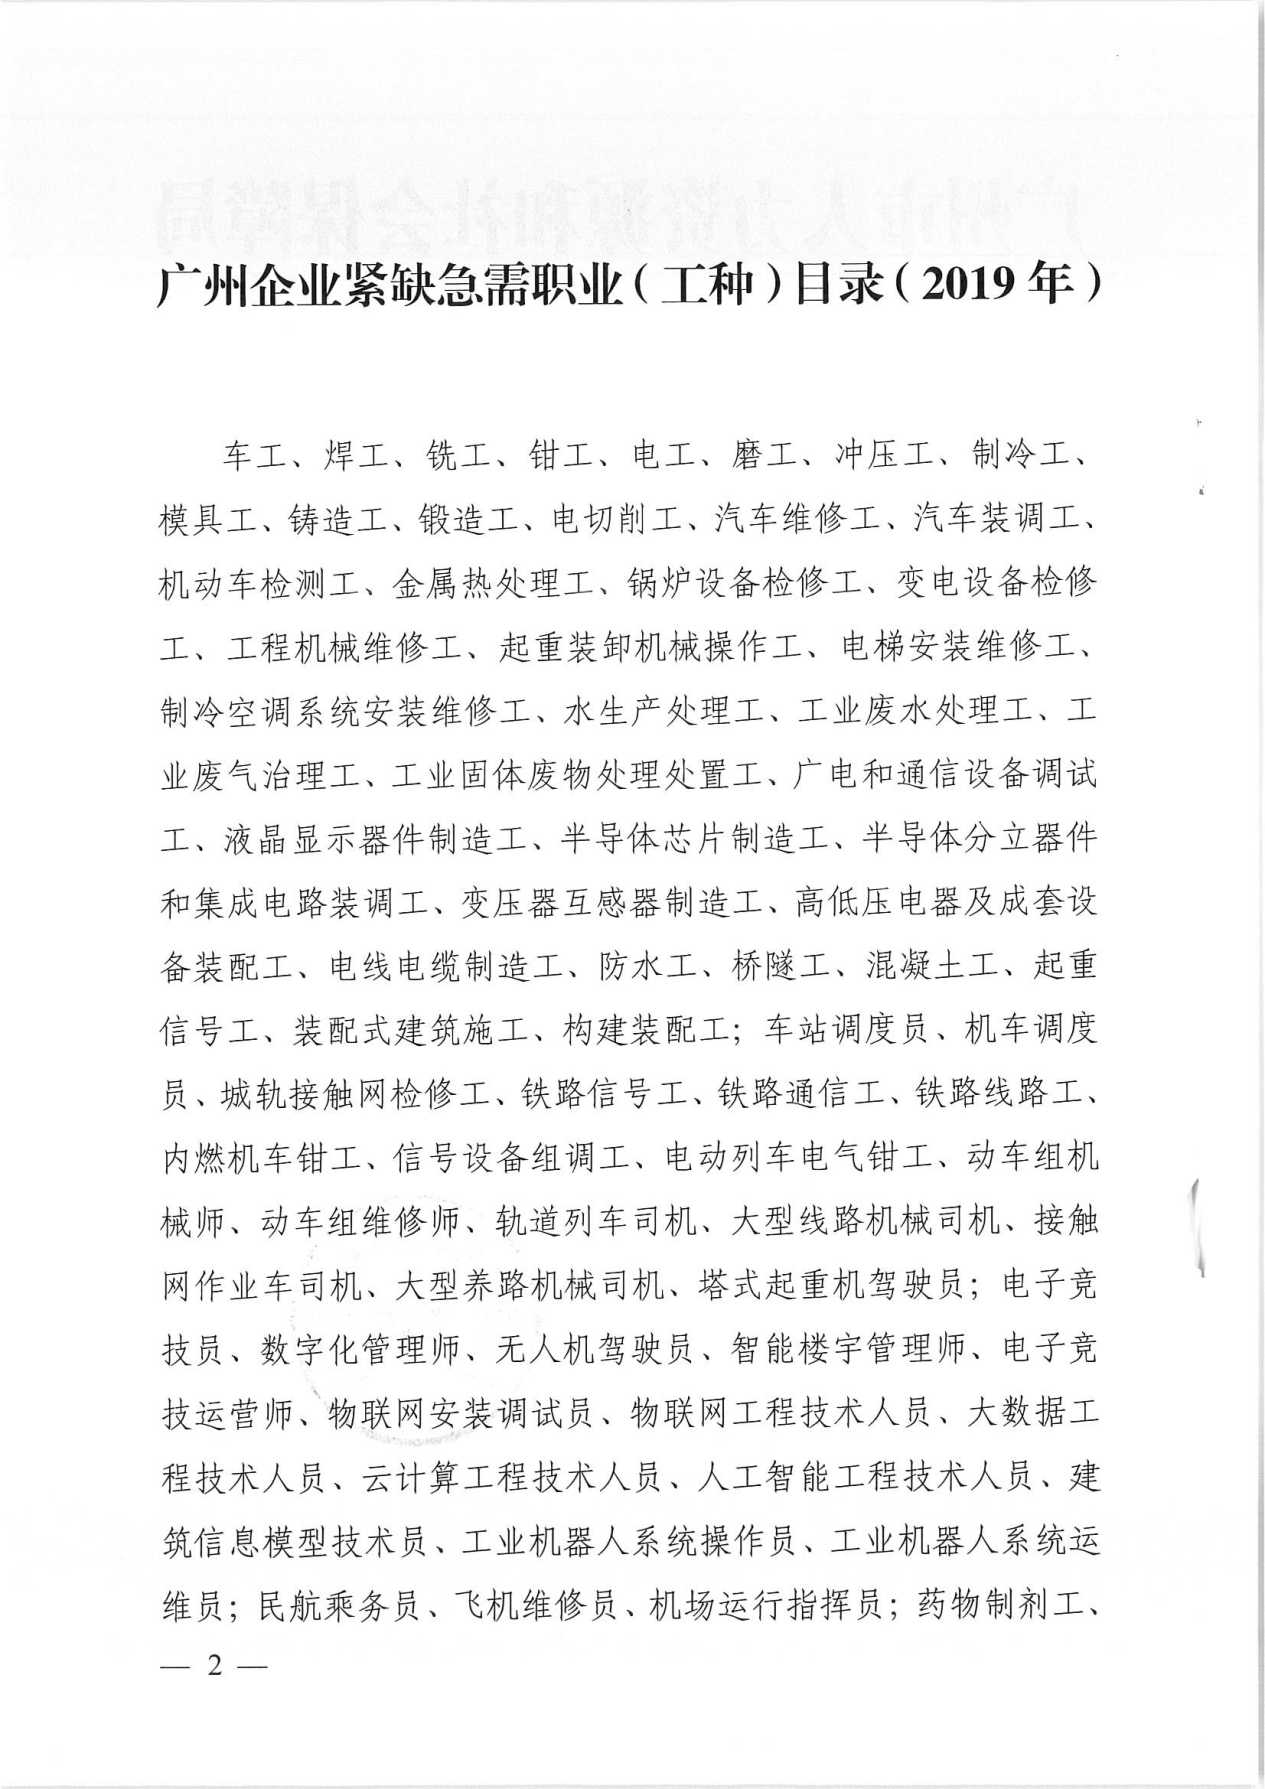 广州企业紧缺急需职业（工种）目录（2019年）
车工、焊工、铣工、钳工、电工、磨工、冲压工、制冷工、
模具工、铸造工、锻造工、电切削工、汽车维修工、汽车装调工、
机动车检测工、金属热处理工、锅炉设备检修工、变电设备检修
工、工程机械维修工、起重装卸机械操作工、电梯安装维修工、
制冷空调系统安装维修工、水生产处理工、工业废水处理工、工
业废气治理工、工业固体废物处理处置工、广电和通信设备调试
工、液晶显示器件制造工、半导体芯片制造工、半导体分立器件
和集成电路装调工、变压器互感器制造工、高低压电器及成套设
备装配工、电线电缆制造工、防水工、桥隧工、混凝土工、起重
信号工、装配式建筑施工、构建装配工；车站调度员、机车调度
员、城轨接触网检修工、铁路信号工、铁路通信工、铁路线路工、
内燃机车钳工、信号设备组调工、电动列车电气钳工、动车组机
械师、动车组维修师、轨道列车司机、大型线路机械司机、接触
网作业车司机、大型养路机械司机、塔式起重机驾驶员；电子竞
技员、数字化管理师、无人机驾驶员、智能楼宇管理师、电子竞
技运营师、物联网安装调试员、物联网工程技术人员、大数据工
程技术人员、云计算工程技术人员、人工智能工程技术人员、建
筑信息模型技术员、工业机器人系统操作员、工业机器人系统运
维员；民航乘务员、飞机维修员、机场运行指挥员；药物制剂工、
— 2 —